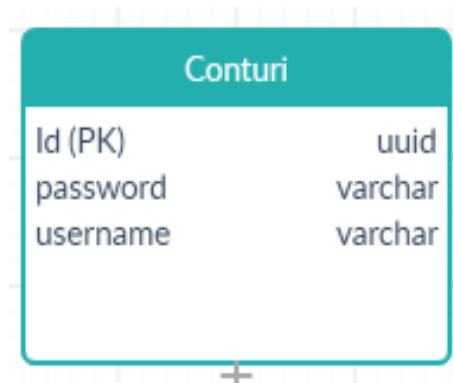 Conturi
Id (PK) uuid
password varchar
username varchar